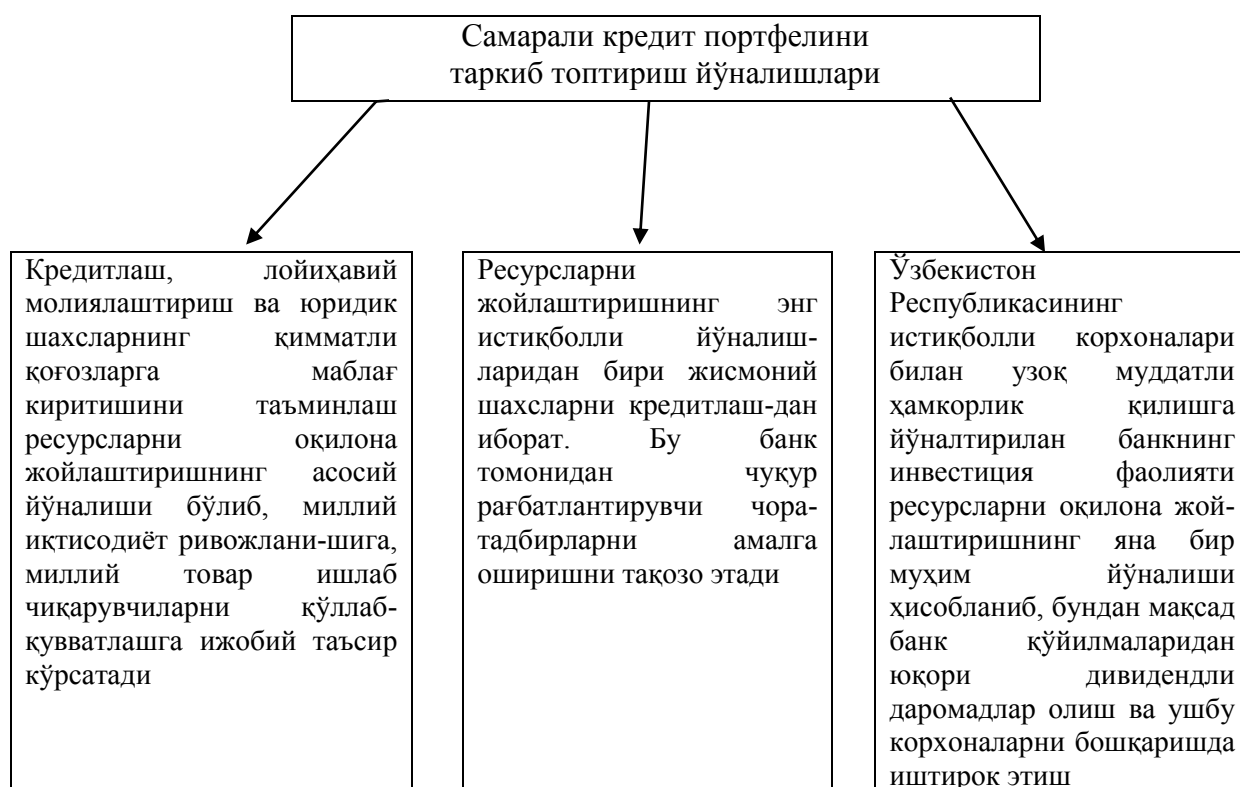 Самарали кредит портфелини
таркиб топтириш йўналишлари
Кредитлаш, лойиҳавий
молиялаштириш ва юридик
шахсларнинг қимматли
қоғозларга маблағ
киритишини таъминлаш
ресурсларни оқилона
жойлаштиришнинг асосий
йўналиши бўлиб, миллий
иқтисодиёт ривожлани-шига,
миллий товар ишлаб
чиқарувчиларни қўллаб-
қувватлашга ижобий таъсир
кўрсатади
Ресурсларни
жойлаштиришнинг энг
истиқболли йўналиш-
ларидан бири жисмоний
шахсларни кредитлаш-дан
иборат. Бу банк
томонидан чуқур
рағбатлантирувчи чора-
тадбирларни амалга
оширишни тақозо этади
Ўзбекистон
Республикасининг
истиқболли корхоналари
билан узоқ муддатли
ҳамкорлик қилишга
йўналтирилан банкнинг
инвестиция фаолияти
ресурсларни оқилона жой-
лаштиришнинг яна бир
муҳим йўналиши
ҳисобланиб, бундан мақсад
банк қўйилмаларидан
юқори дивидендли
даромадлар олиш ва ушбу
корхоналарни бошқаришда
иштирок этиш